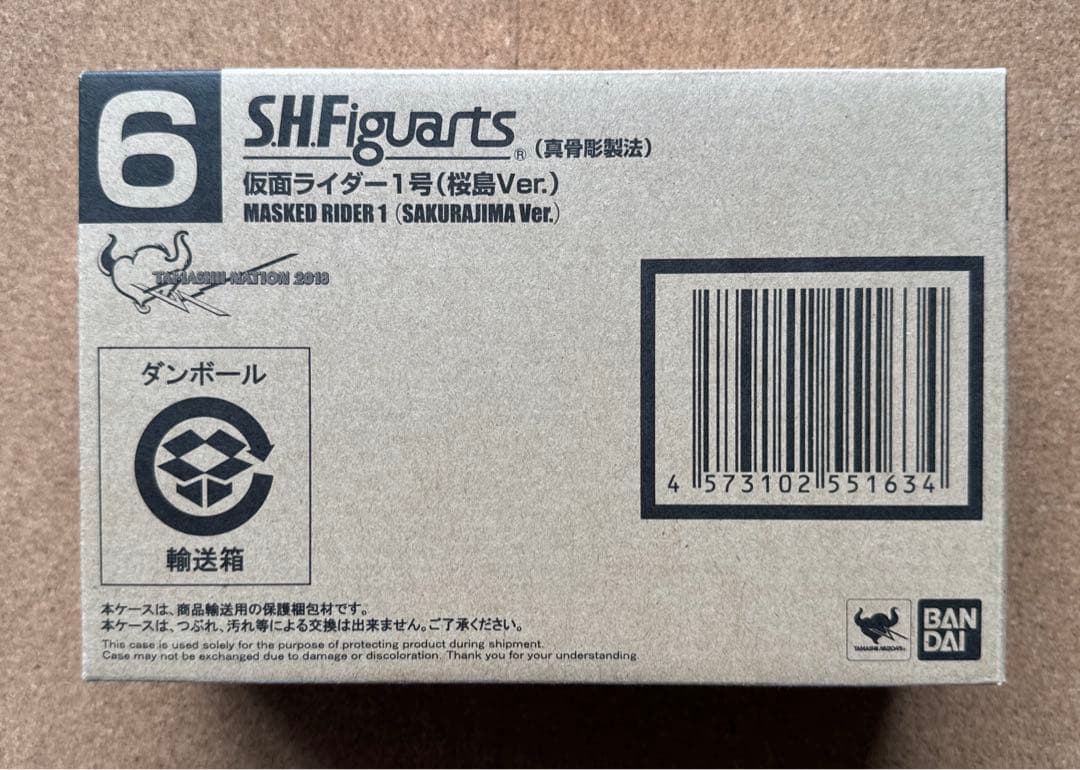 6
S.H.Figuarts® (真骨彫製法)
仮面ライダー1号(桜島Ver.)
MASKED RIDER 1 (SAKURAJIMA Ver.)
TAMASHII NATION 2018
ダンボール
輸送箱
4 573102 551634
本ケースは、商品輸送用の保護梱包材です。
本ケースは、つぶれ、汚れ等による交換は出来ません。ご了承ください。
This case is used solely for the purpose of protecting product during shipment.
Case may not be exchanged due to damage or discoloration. Thank you for your understanding.
TAMASHII NATIONS
BAN
DAI